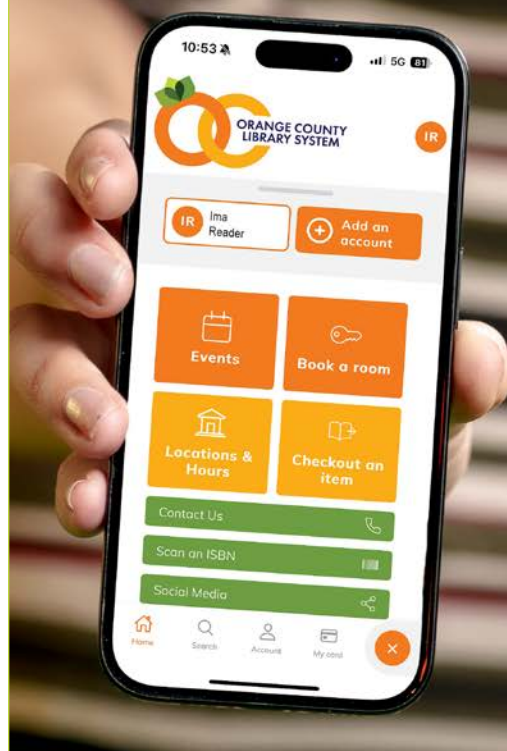 10:53
5G 81
ORANGE COUNTY
LIBRARY SYSTEM
IR
IR
Ima
Reader
Add an
account
Events
Book a room
Locations &
Hours
Checkout an
item
Contact Us
Scan an ISBN
Social Media
Home
Search
Account
My card